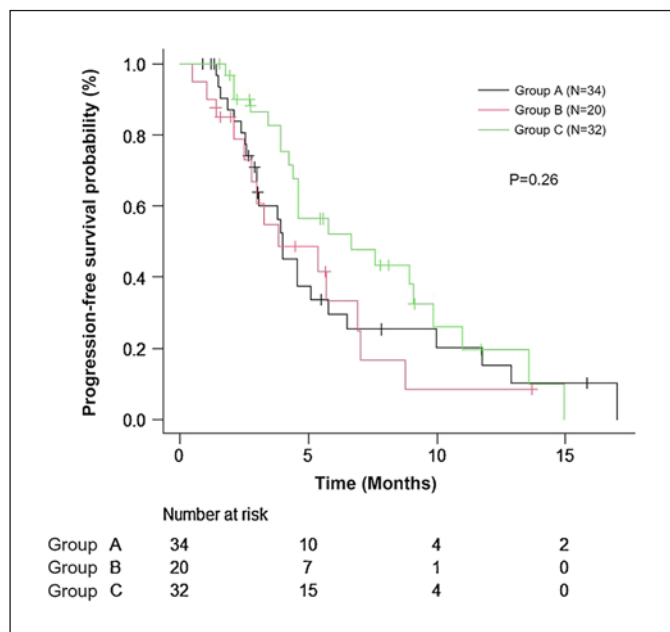 Progression-free survival probability (%)
1.0
0.8
0.6
0.4
0.2
0.0
Group A (N=34)
Group B (N=20)
Group C (N=32)
P=0.26
0 5 10 15
Time (Months)
Number at risk
Group A 34 10 4 2
Group B 20 7 1 0
Group C 32 15 4 0